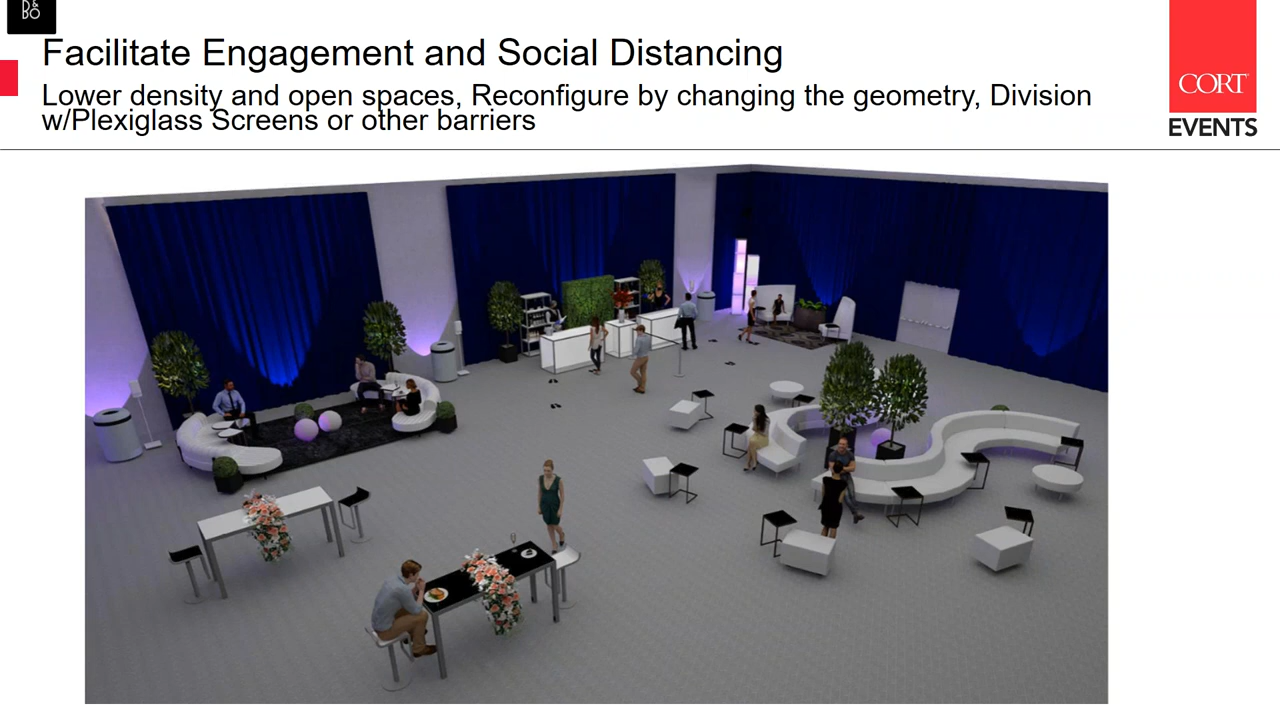 B&
BO
Facilitate Engagement and Social Distancing
Lower density and open spaces, Reconfigure by changing the geometry, Division
w/Plexiglass Screens or other barriers
CORT
EVENTS